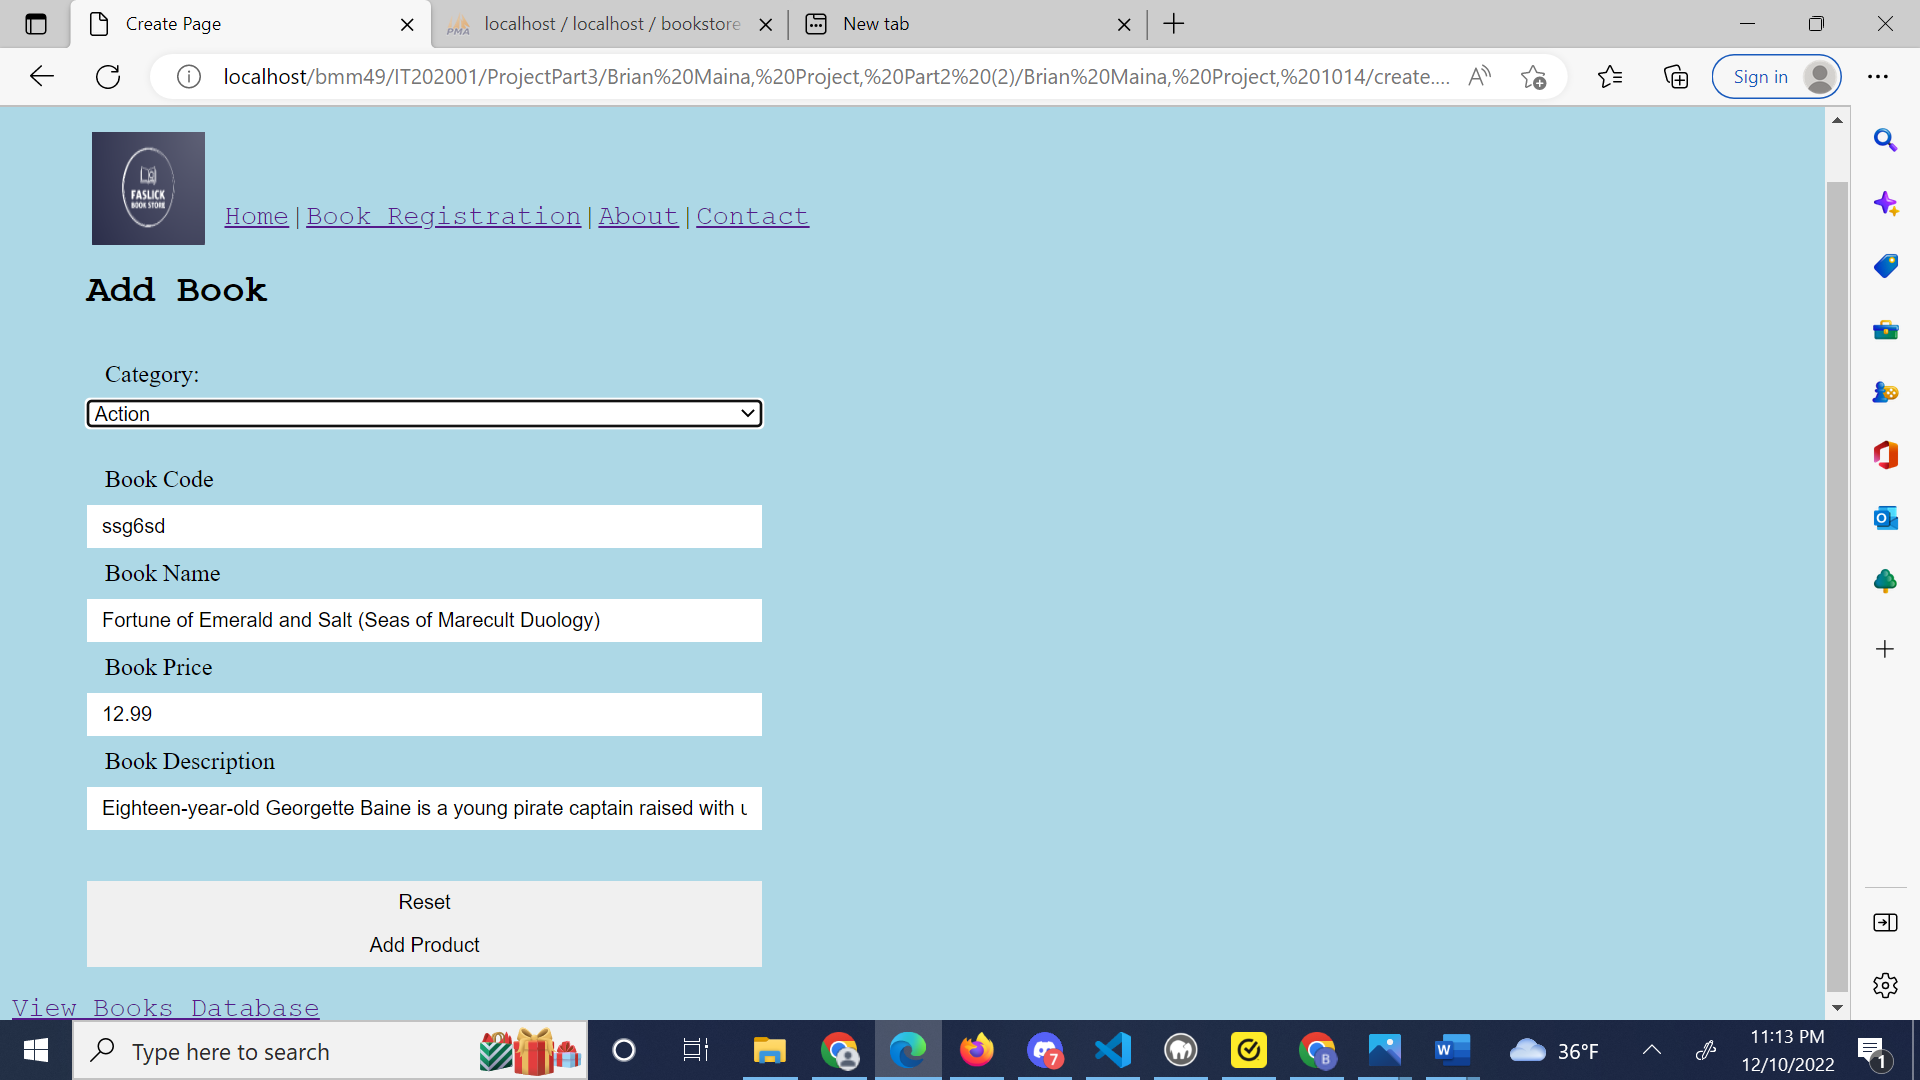 Create Page
PMA
localhost / localhost / bookstore
New tab
localhost/bmm49/IT202001/ProjectPart3/Brian%20Maina,%20Project,%20Part2%20(2)/Brian%20Maina,%20Project,%201014/create....
Sign in
FASLICK
BOOK STORE
Home|Book Registration|About|Contact
Add Book
Category:
Action
Book Code
ssg6sd
Book Name
Fortune of Emerald and Salt (Seas of Marecult Duology)
Book Price
12.99
Book Description
Eighteen-year-old Georgette Baine is a young pirate captain raised with u
Reset
Add Product
View Books Database
Type here to search
7
B
W
36°F
11:13 PM
12/10/2022
1